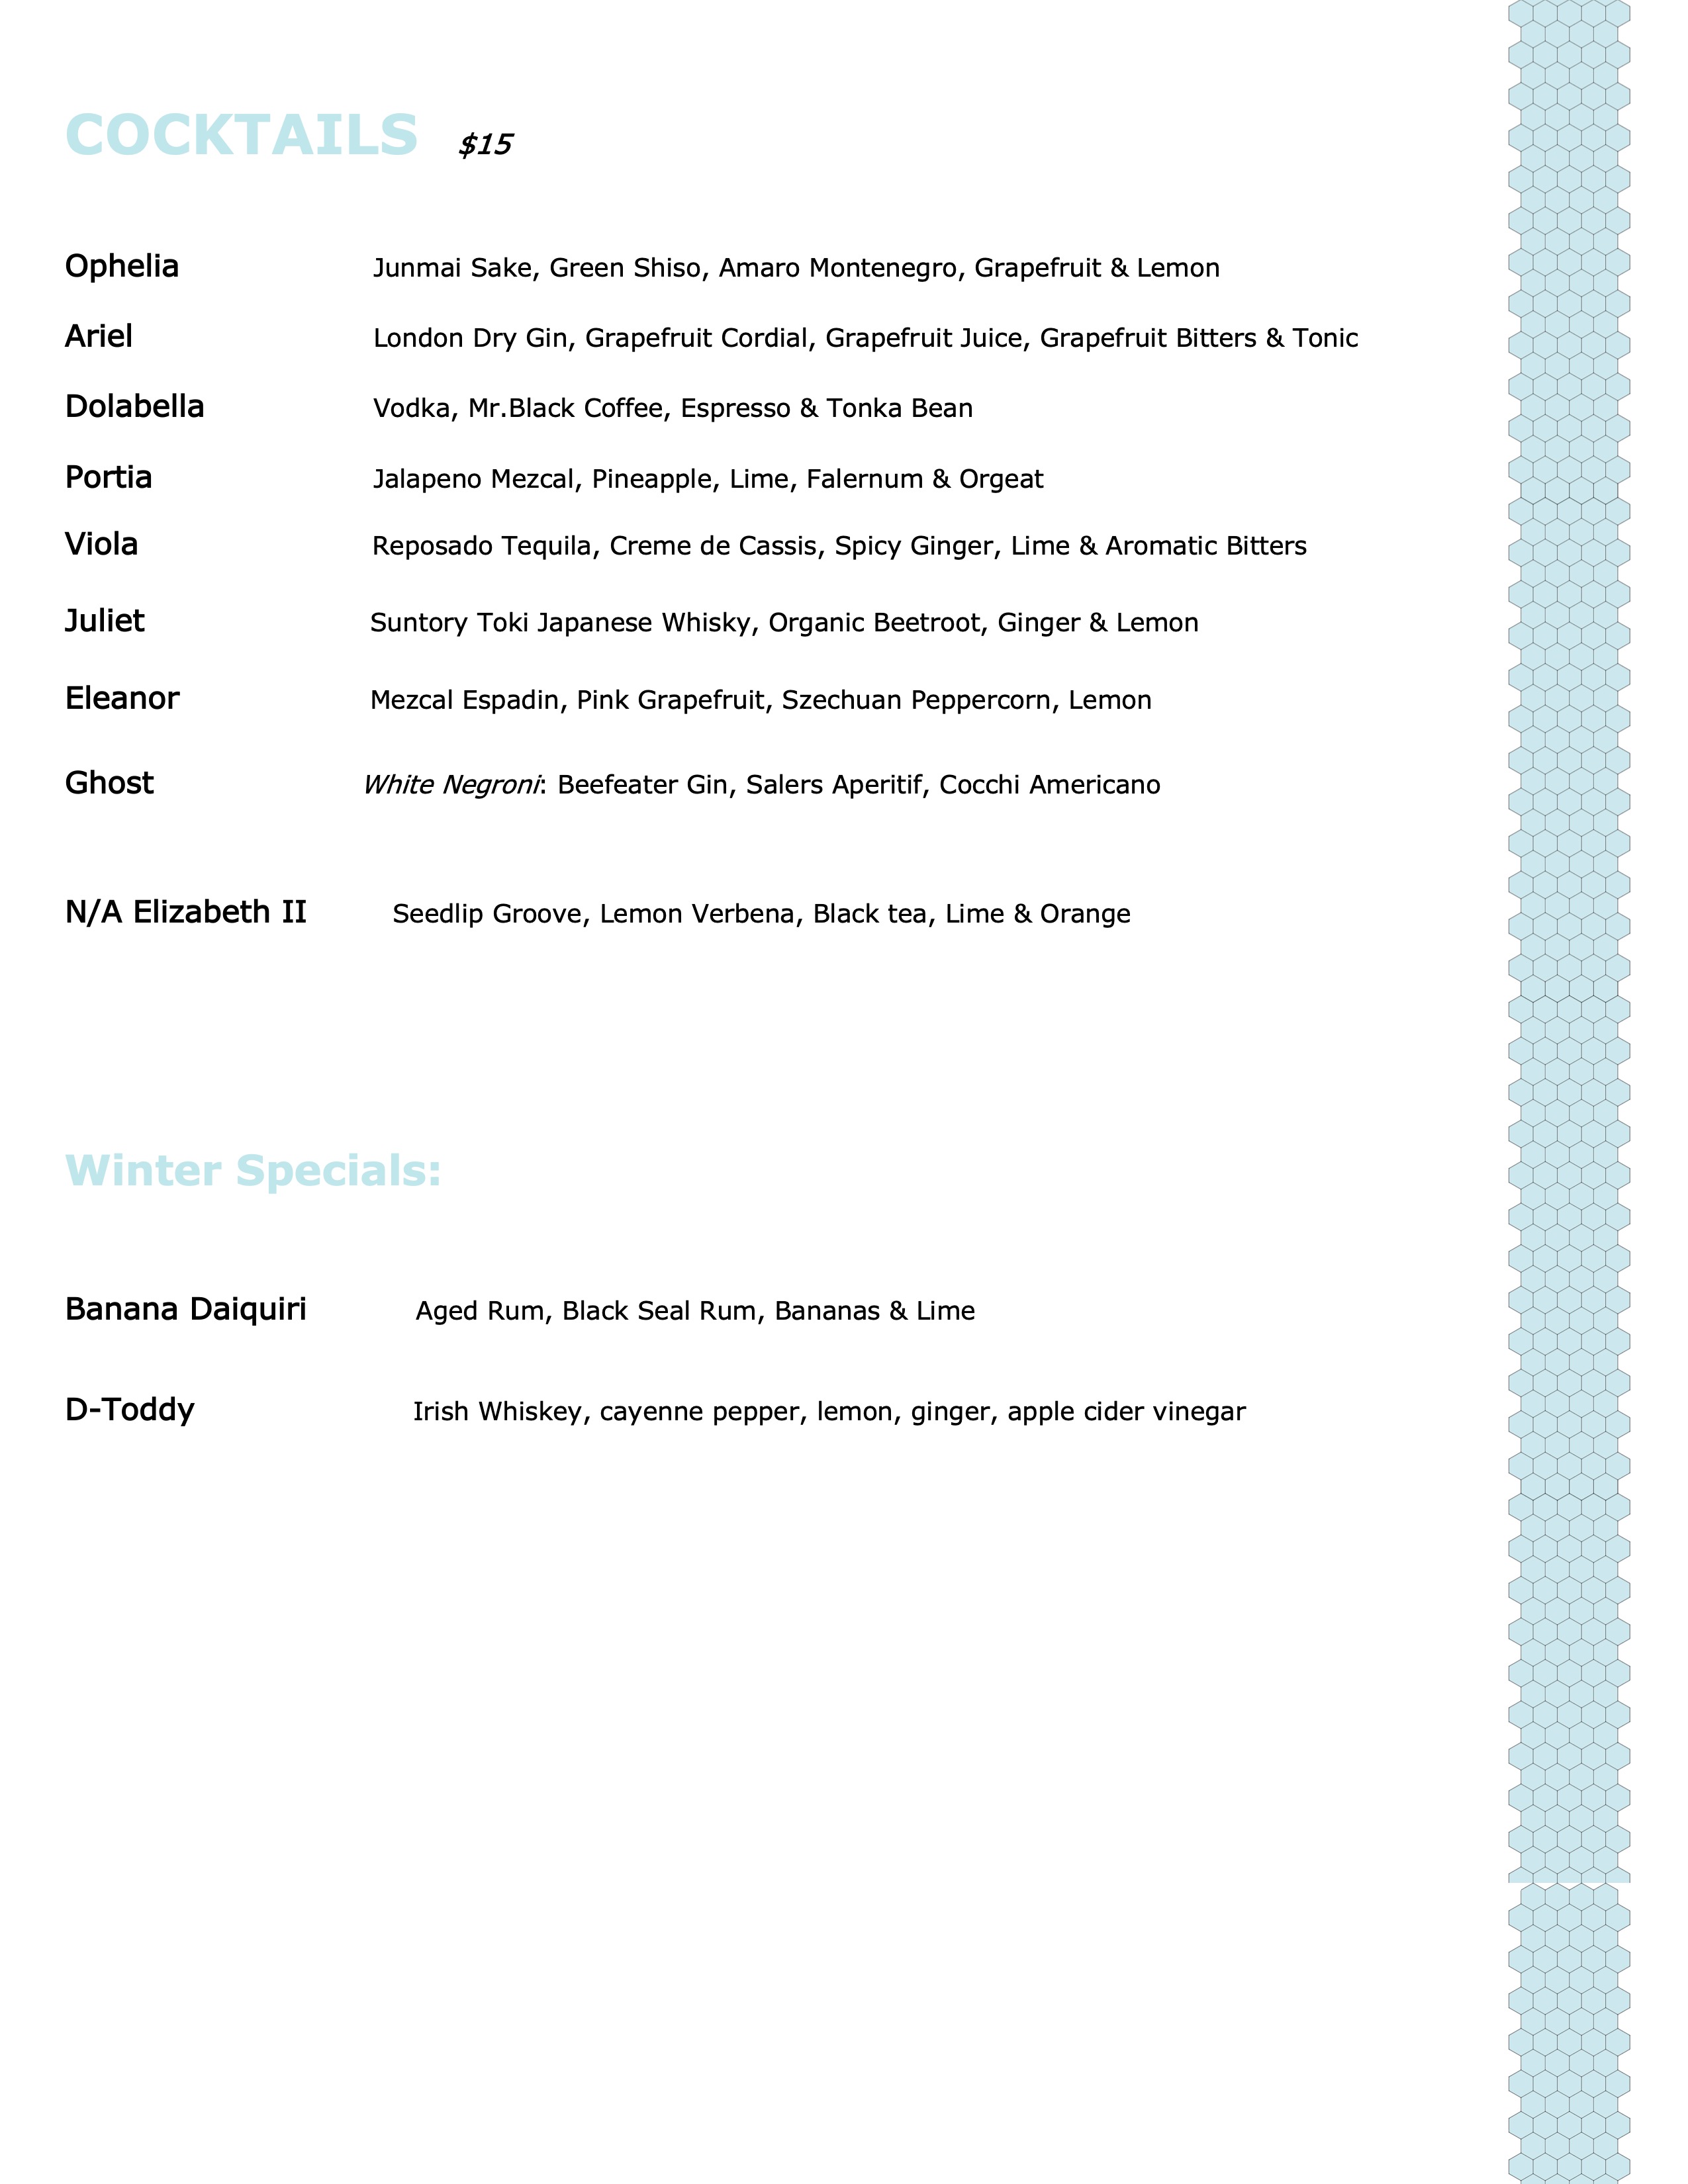 COCKTAILS $15
Ophelia Junmai Sake, Green Shiso, Amaro Montenegro, Grapefruit & Lemon
Ariel London Dry Gin, Grapefruit Cordial, Grapefruit Juice, Grapefruit Bitters & Tonic
Dolabella Vodka, Mr.Black Coffee, Espresso & Tonka Bean
Portia Jalapeno Mezcal, Pineapple, Lime, Falernum & Orgeat
Viola Reposado Tequila, Creme de Cassis, Spicy Ginger, Lime & Aromatic Bitters
Juliet Suntory Toki Japanese Whisky, Organic Beetroot, Ginger & Lemon
Eleanor Mezcal Espadin, Pink Grapefruit, Szechuan Peppercorn, Lemon
Ghost White Negroni: Beefeater Gin, Salers Aperitif, Cocchi Americano
N/A Elizabeth II Seedlip Groove, Lemon Verbena, Black tea, Lime & Orange
Winter Specials:
Banana Daiquiri Aged Rum, Black Seal Rum, Bananas & Lime
D-Toddy Irish Whiskey, cayenne pepper, lemon, ginger, apple cider vinegar